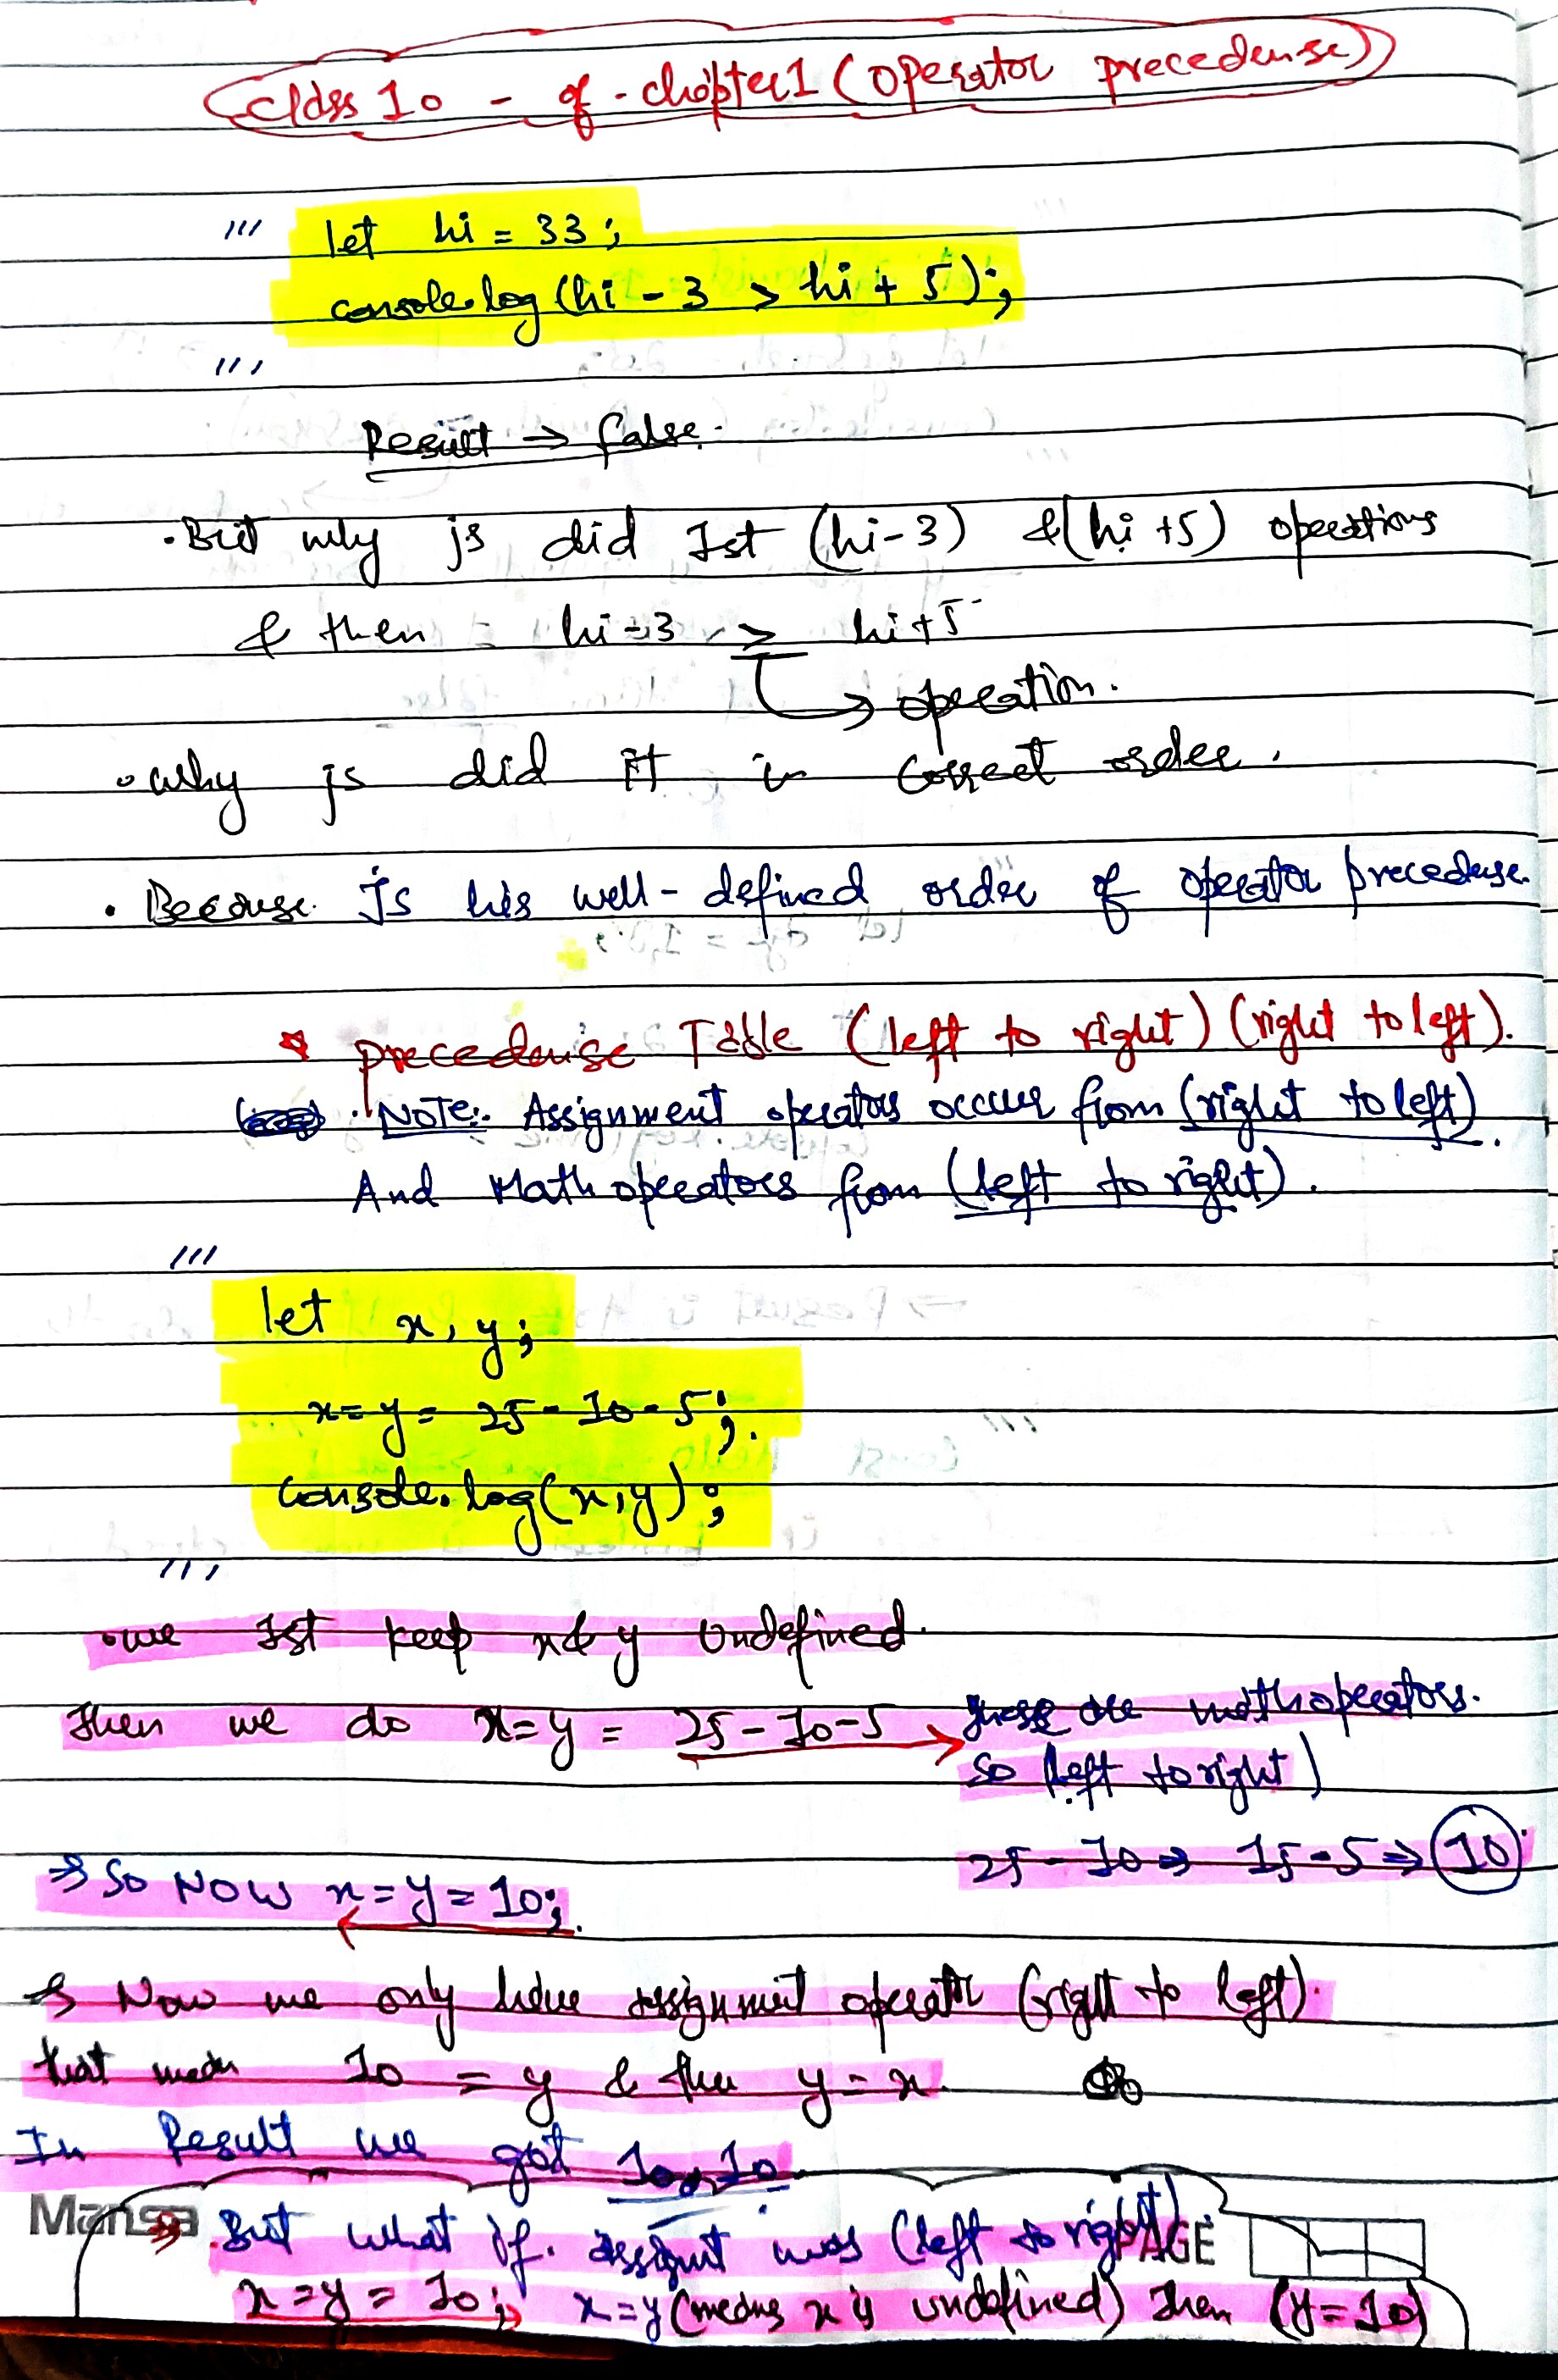 class 10 - of - chapter 1 (operator precedense)
''' let hi = 33;
console.log(hi - 3 > hi + 5);
'''
Result → false.
• But why js did 1st (hi-3) & (hi +5) operations
& then hi-3 > hi+5
↳ operation.
• why js did it in correct order.
• Because Js has well-defined order of operator precedense.
* precedense Table (left to right) (right to left).
• NOTE:- Assignment operators occur from (right to left).
And Math operators from (left to right).
'''
let x, y;
x = y = 25 - 10 - 5;
console.log(x,y);
'''
• we 1st keep x & y undefined.
Then we do x = y = 25 - 10 - 5 → these are math operators.
so (left to right)
25 - 10 ⇒ 15 - 5 ⇒ 10.
⇒ So NOW x = y = 10;
⇒ Now we only have assignment operator (right to left).
that mean 10 = y & then y = x.
In Result we got 10, 10.
Mansa PAGE
⇒ • But what if assignt was (left to right)
x = y = 10; x = y (means x is undefined) then (y = 10)